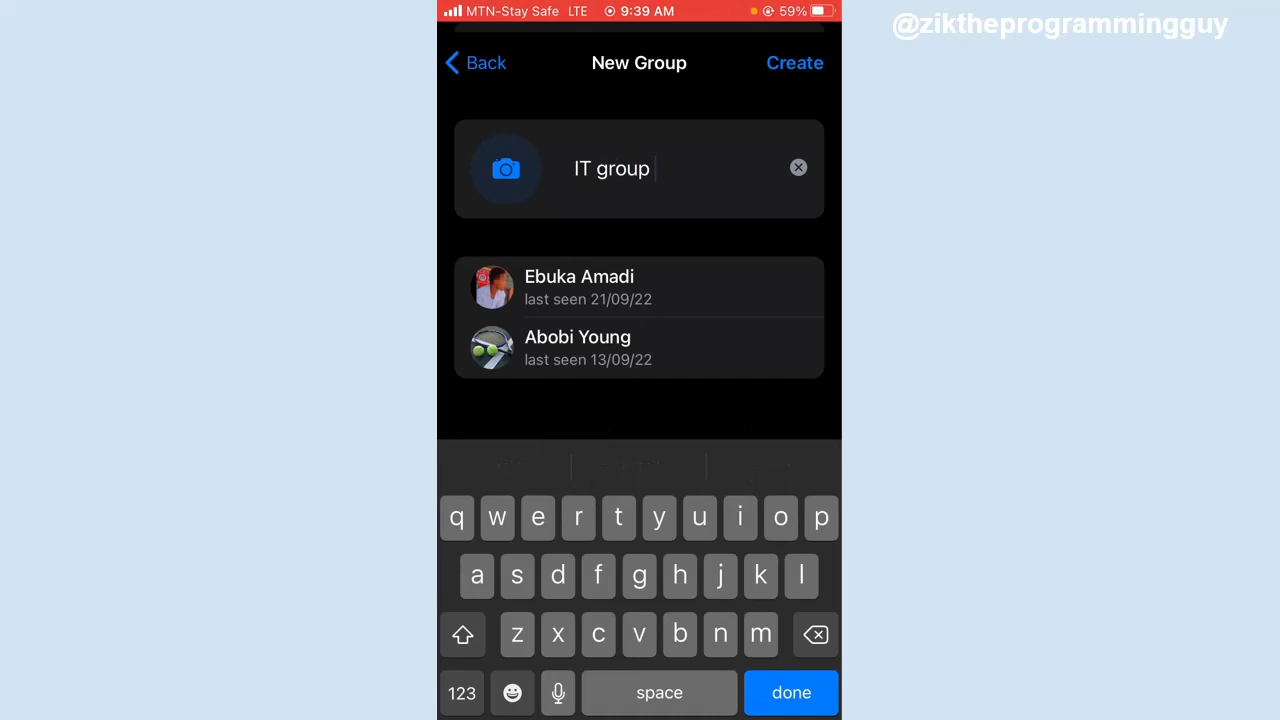 MTN-Stay Safe LTE 9:39 AM 59%
@ziktheprogrammingguy
Back New Group Create
IT group
Ebuka Amadi
last seen 21/09/22
Abobi Young
last seen 13/09/22
q w e r t y u i o p
a s d f g h j k l
z x c v b n m
123 space done